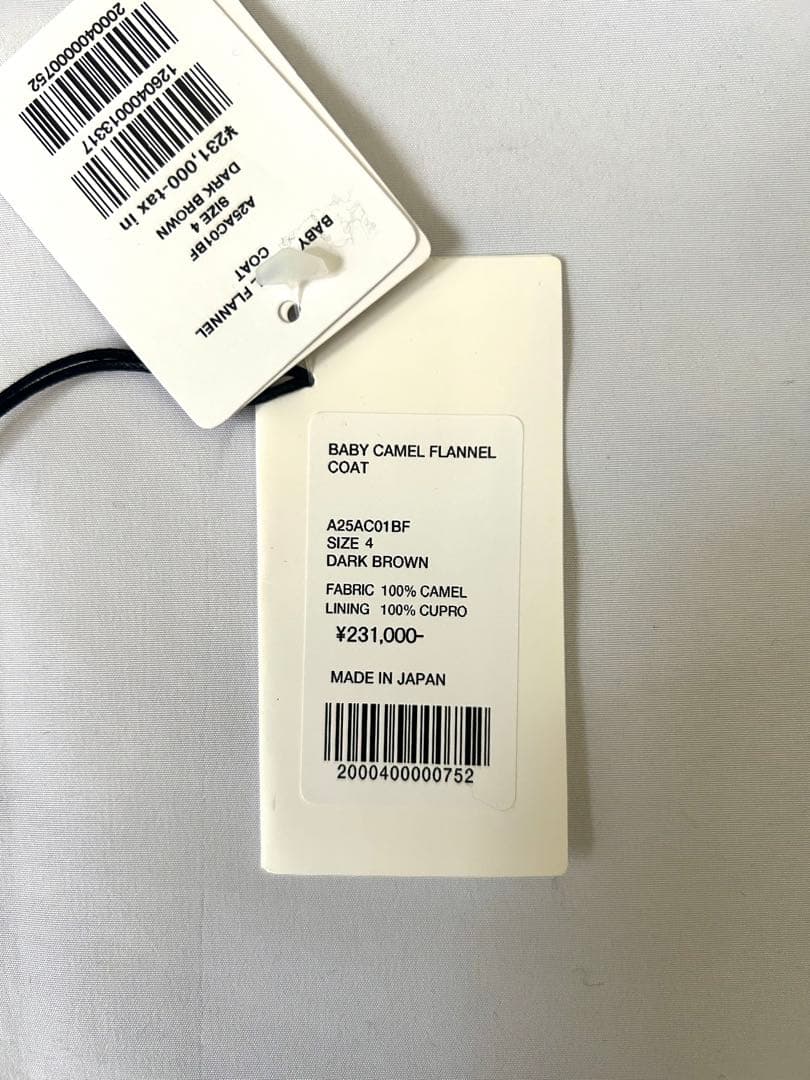 BABY CAMEL FLANNEL
COAT
A25AC01BF
SIZE 4
DARK BROWN
FABRIC 100% CAMEL
LINING 100% CUPRO
¥231,000-
MADE IN JAPAN
2000400000752
BABY FLANNEL
COAT
A25AC01BF
SIZE 4
DARK BROWN
¥231,000-tax in
1260400013317
2000400000752